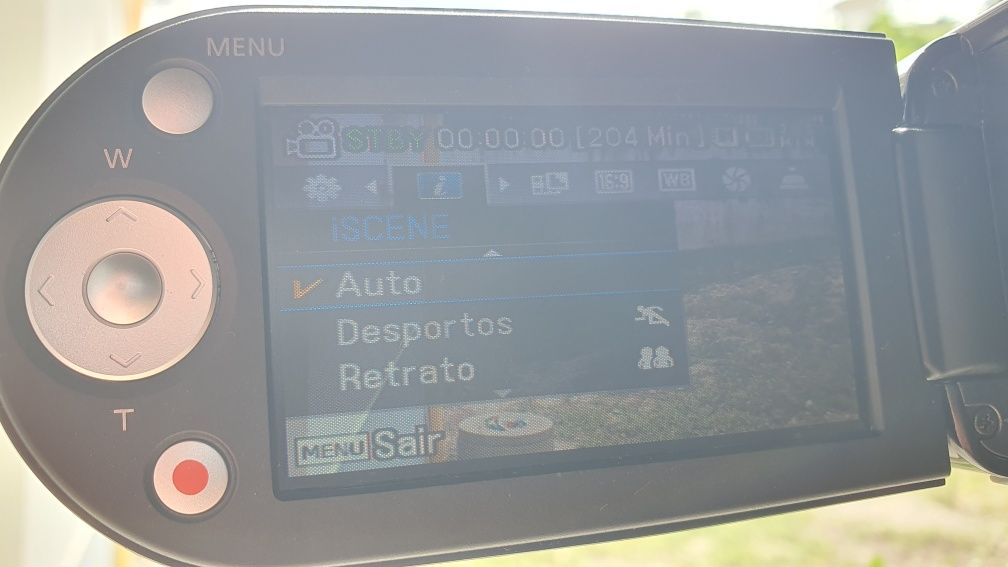 MENU
W
STBY 00:00:00 [204 Min]
i 16:9 WB
iSCENE
Auto
Desportos
Retrato
T
MENU Sair